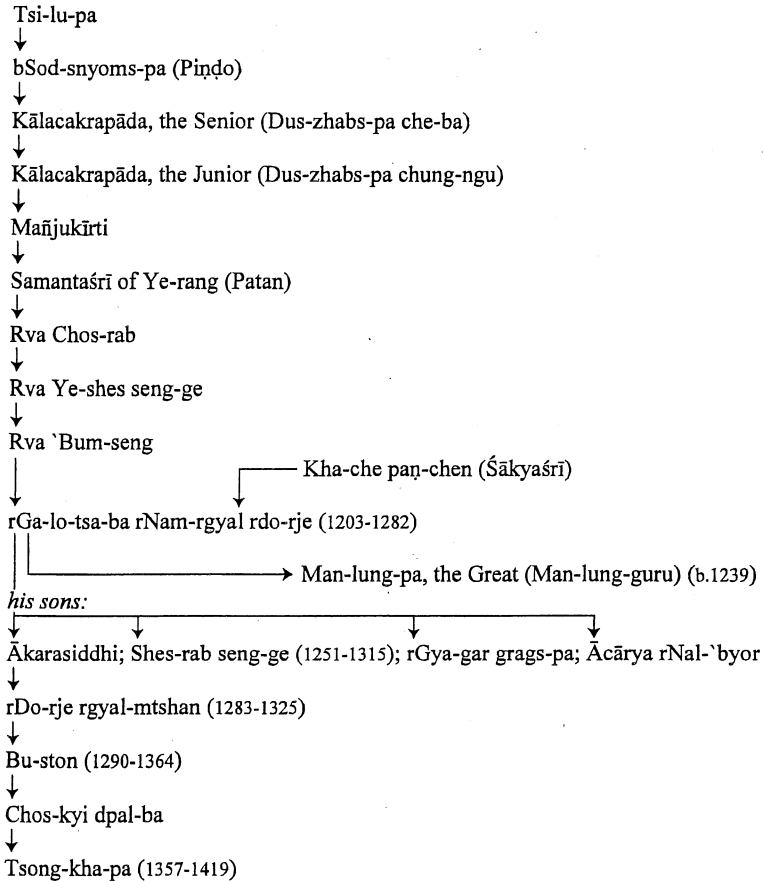 Tsi-lu-pa
bSod-snyoms-pa (Piṇḍo)
Kālacakrapāda, the Senior (Dus-zhabs-pa che-ba)
Kālacakrapāda, the Junior (Dus-zhabs-pa chung-ngu)
Mañjukīrti
Samantaśrī of Ye-rang (Patan)
Rva Chos-rab
Rva Ye-shes seng-ge
Rva `Bum-seng
Kha-che paṇ-chen (Śākyaśrī)
rGa-lo-tsa-ba rNam-rgyal rdo-rje (1203-1282)
Man-lung-pa, the Great (Man-lung-guru) (b.1239)
his sons:
Ākarasiddhi; Shes-rab seng-ge (1251-1315); rGya-gar grags-pa; Ācārya rNal-`byor
rDo-rje rgyal-mtshan (1283-1325)
Bu-ston (1290-1364)
Chos-kyi dpal-ba
Tsong-kha-pa (1357-1419)